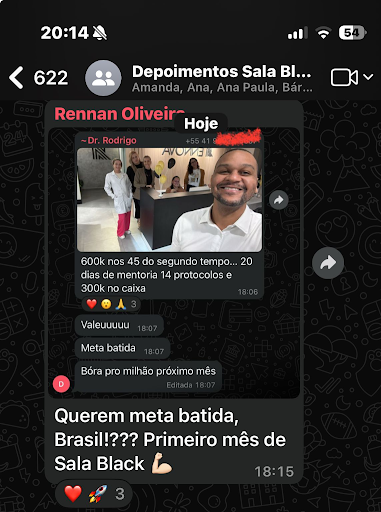 20:14
54
622
Depoimentos Sala Bl...
Amanda, Ana, Ana Paula, Bár...
Rennan Oliveira
Hoje
~Dr. Rodrigo
+55 41 9
600k nos 45 do segundo tempo... 20
dias de mentoria 14 protocolos e
300k no caixa
18:06
3
Valeuuuuu 18:07
Meta batida 18:07
Bóra pro milhão próximo mês
D
Editada 18:07
Querem meta batida,
Brasil!??? Primeiro mês de
Sala Black 💪🏻
18:15
3